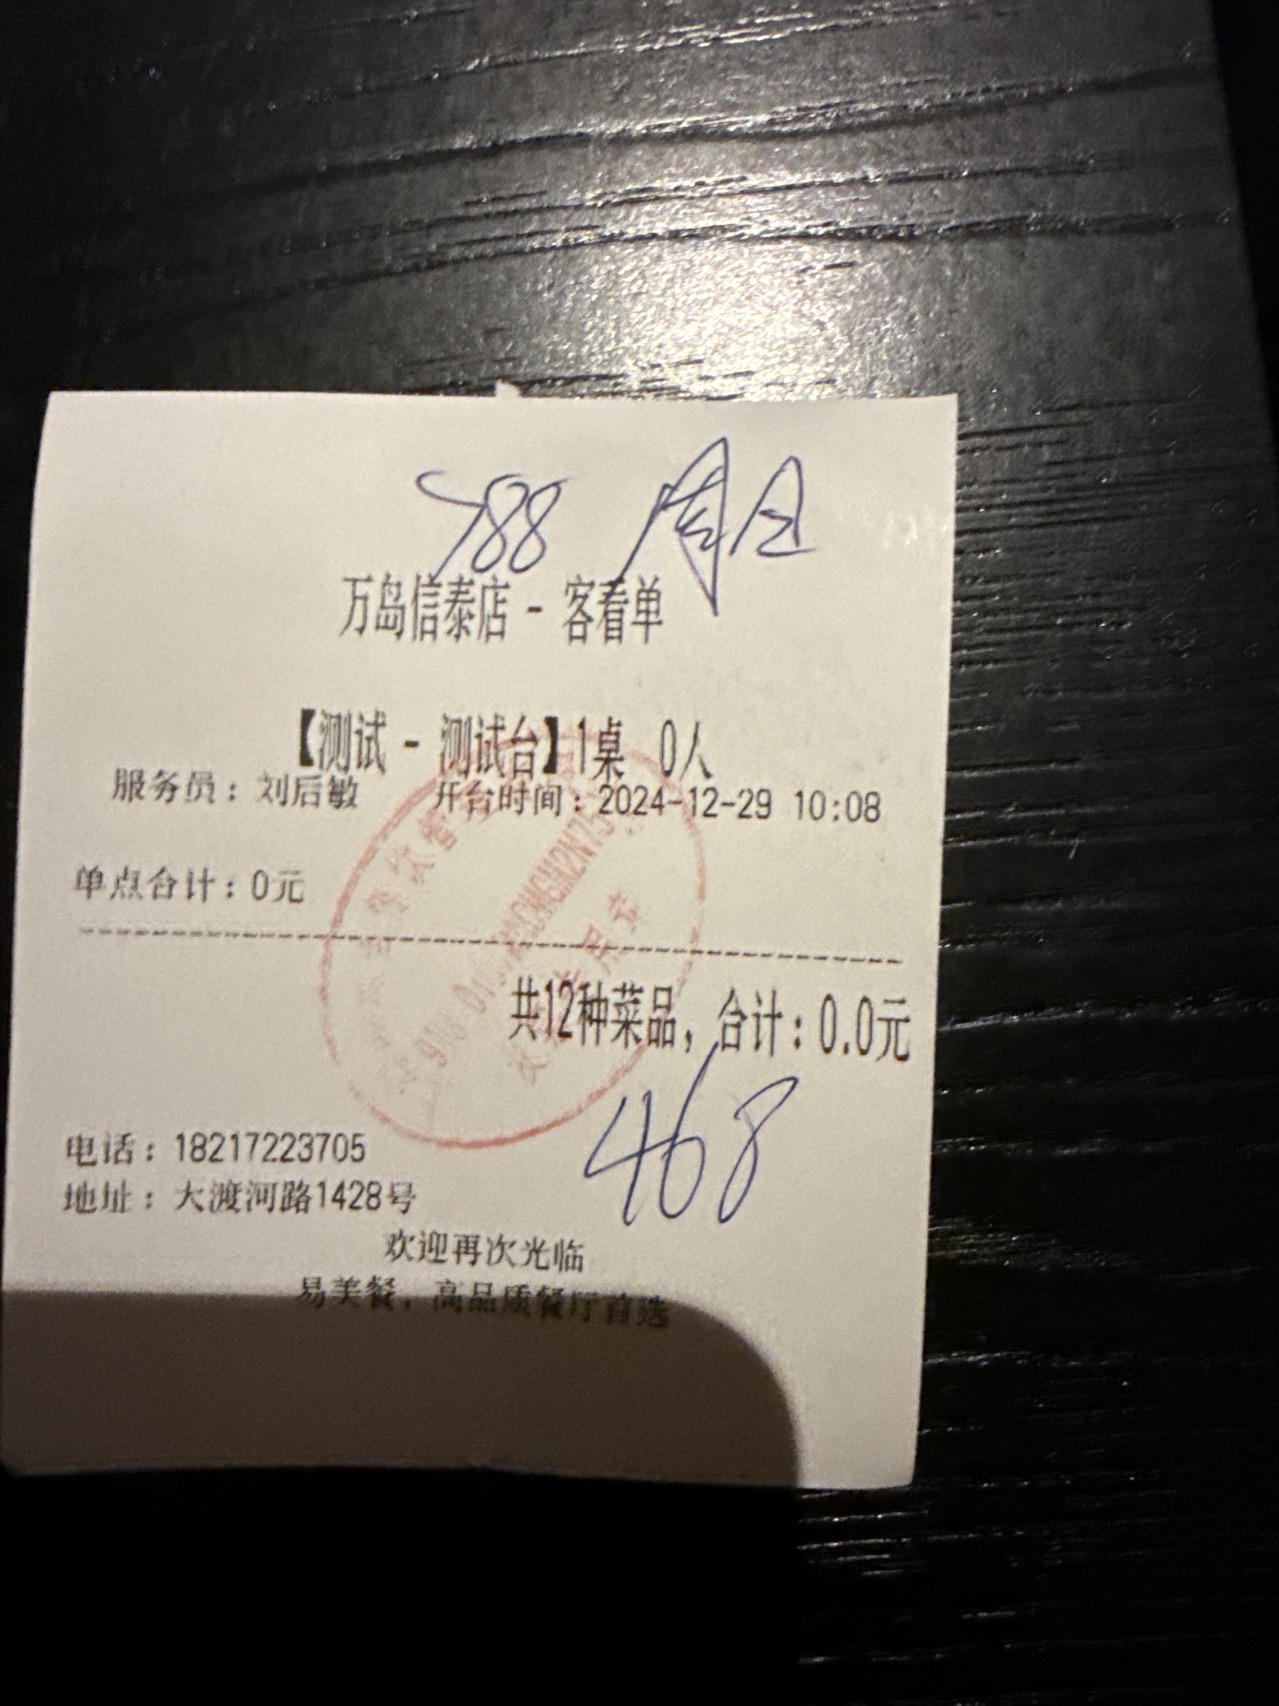 788
万岛信泰店 - 客看单
【测试 - 测试台】1桌 0人
服务员：刘后敏 开台时间：2024-12-29 10:08
单点合计：0元
共12种菜品，合计：0.0元
468
电话：18217223705
地址：大渡河路1428号
欢迎再次光临
易美餐，高品质餐厅首选